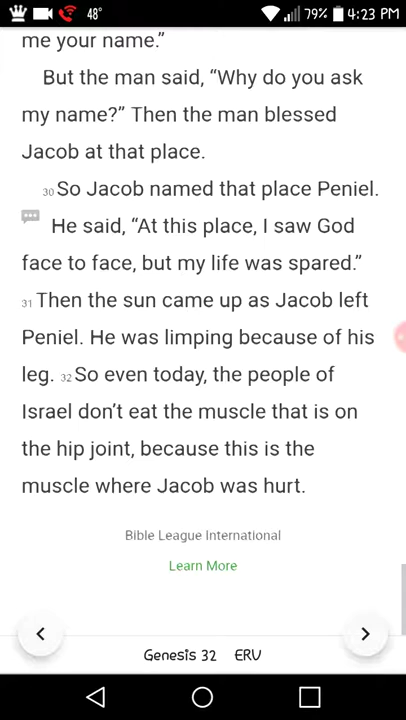 48° 79% 4:23 PM
me your name.”
But the man said, “Why do you ask
my name?” Then the man blessed
Jacob at that place.
30 So Jacob named that place Peniel.
He said, “At this place, I saw God
face to face, but my life was spared.”
31 Then the sun came up as Jacob left
Peniel. He was limping because of his
leg. 32 So even today, the people of
Israel don’t eat the muscle that is on
the hip joint, because this is the
muscle where Jacob was hurt.
Bible League International
Learn More
Genesis 32 ERV